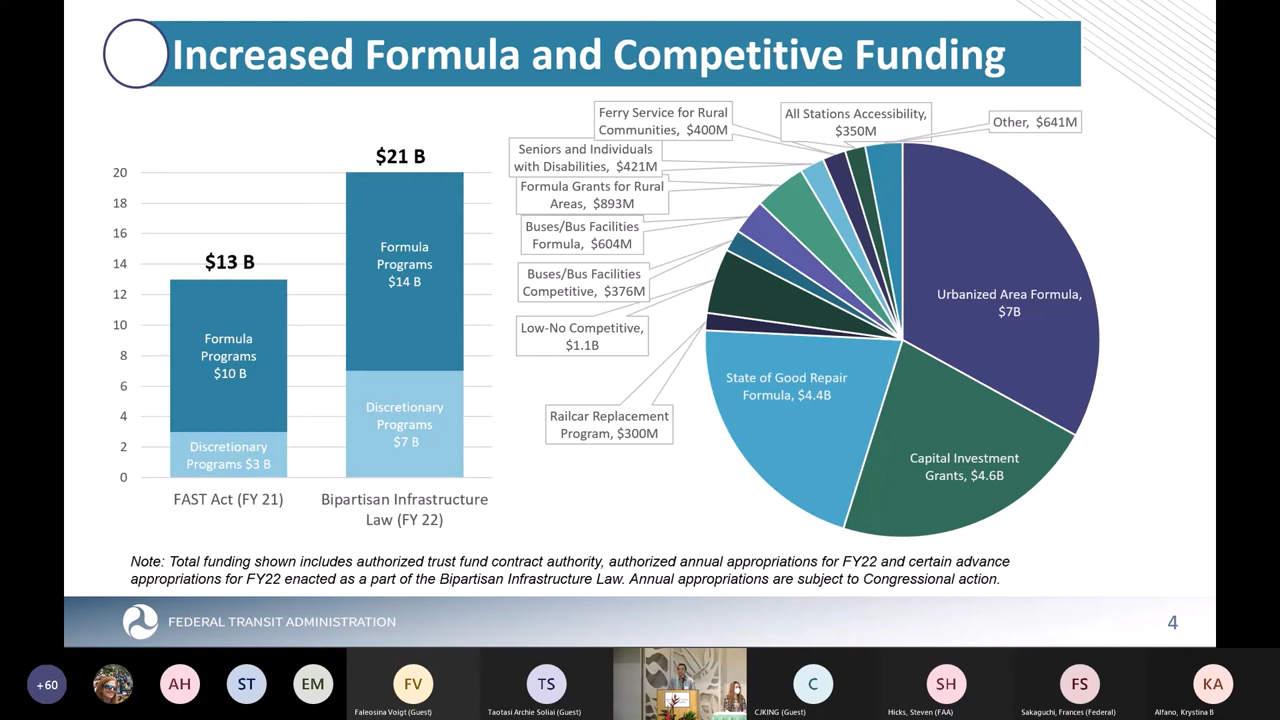 Increased Formula and Competitive Funding
$13 B
$21 B
20
18
16
14
12
10
8
6
4
2
0
Formula
Programs
$10 B
Discretionary
Programs $3 B
Formula
Programs
$14 B
Discretionary
Programs
$7 B
FAST Act (FY 21)
Bipartisan Infrastructure
Law (FY 22)
Ferry Service for Rural
Communities, $400M
All Stations Accessibility,
$350M
Other, $641M
Seniors and Individuals
with Disabilities, $421M
Formula Grants for Rural
Areas, $893M
Buses/Bus Facilities
Formula, $604M
Buses/Bus Facilities
Competitive, $376M
Low-No Competitive,
$1.1B
Railcar Replacement
Program, $300M
Urbanized Area Formula,
$7B
State of Good Repair
Formula, $4.4B
Capital Investment
Grants, $4.6B
Note: Total funding shown includes authorized trust fund contract authority, authorized annual appropriations for FY22 and certain advance
appropriations for FY22 enacted as a part of the Bipartisan Infrastructure Law. Annual appropriations are subject to Congressional action.
FEDERAL TRANSIT ADMINISTRATION
4
+60
AH
ST
EM
FV
Faleosina Voigt (Guest)
TS
Taotasi Archie Soliai (Guest)
C
CJKING (Guest)
SH
Hicks, Steven (FAA)
FS
Sakaguchi, Frances (Federal)
KA
Alfano, Krystina B